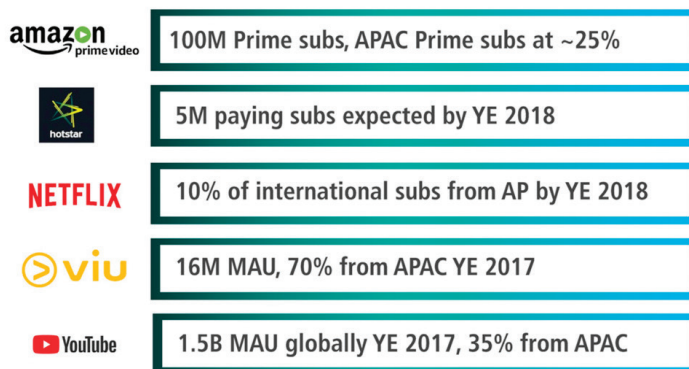 amazon
prime video
100M Prime subs, APAC Prime subs at ~25%
hotstar
5M paying subs expected by YE 2018
NETFLIX
10% of international subs from AP by YE 2018
viu
16M MAU, 70% from APAC YE 2017
YouTube
1.5B MAU globally YE 2017, 35% from APAC